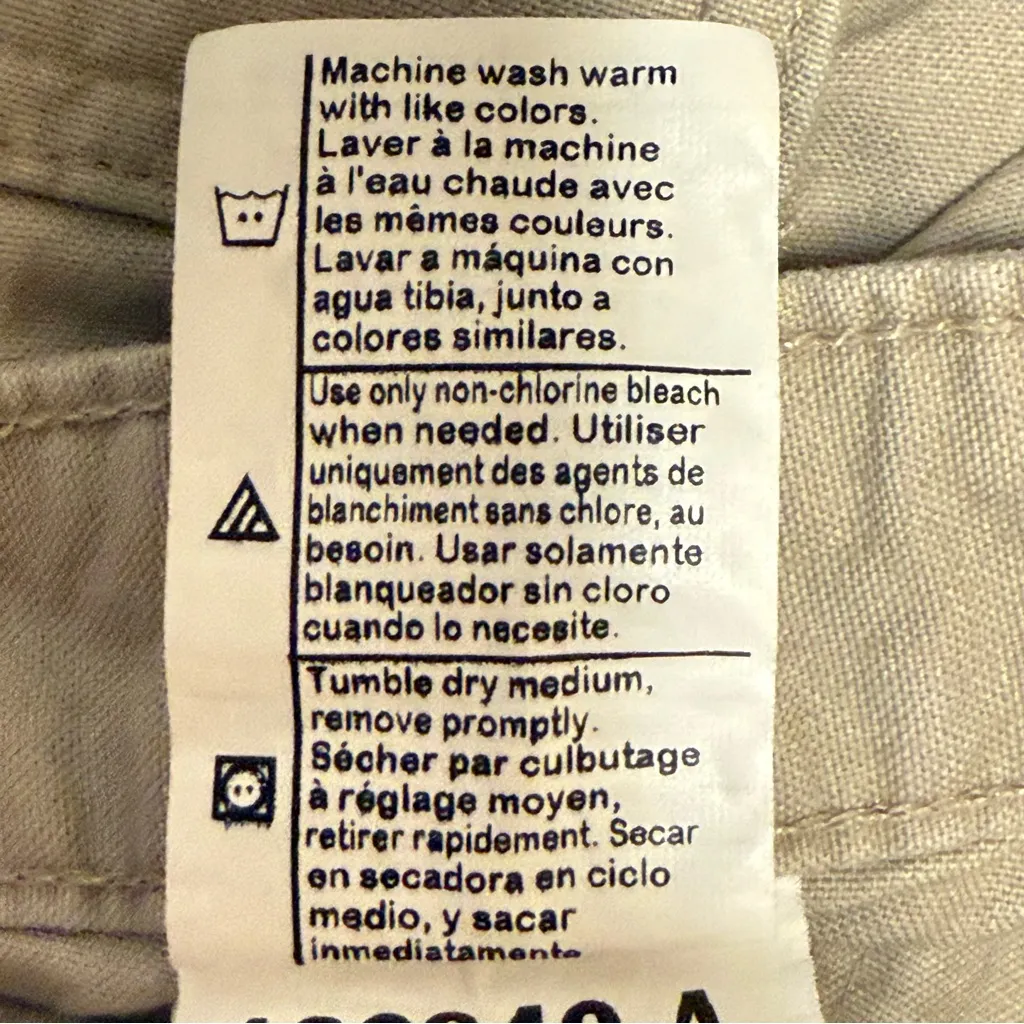 Machine wash warm
with like colors.
Laver à la machine
à l'eau chaude avec
les mêmes couleurs.
Lavar a máquina con
agua tibia, junto a
colores similares.
Use only non-chlorine bleach
when needed. Utiliser
uniquement des agents de
blanchiment sans chlore, au
besoin. Usar solamente
blanqueador sin cloro
cuando lo necesite.
Tumble dry medium,
remove promptly.
Sécher par culbutage
à réglage moyen,
retirer rapidement. Secar
en secadora en ciclo
medio, y sacar
inmediatamente